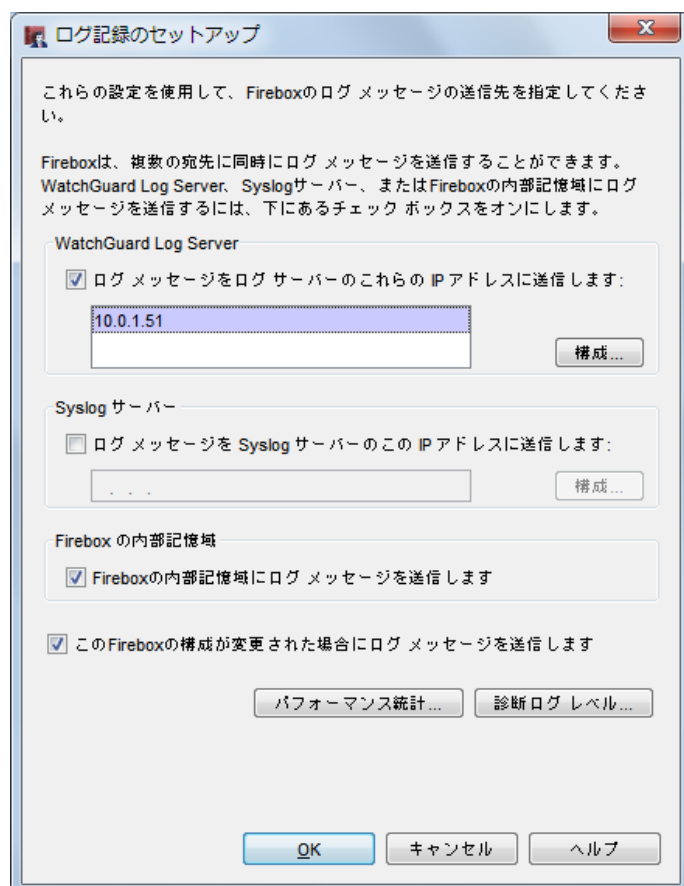 ログ記録のセットアップ
これらの設定を使用して、Fireboxのログ メッセージの送信先を指定してくださ
い。
Fireboxは、複数の宛先に同時にログ メッセージを送信することができます。
WatchGuard Log Server、Syslogサーバー、またはFireboxの内部記憶域にログ
メッセージを送信するには、下にあるチェック ボックスをオンにします。
WatchGuard Log Server
ログ メッセージをログ サーバーのこれらの IP アドレスに送信します:
10.0.1.51
構成...
Syslog サーバー
ログ メッセージを Syslog サーバーのこの IP アドレスに送信します:
. . .
構成...
Firebox の内部記憶域
Fireboxの内部記憶域にログ メッセージを送信します
このFireboxの構成が変更された場合にログ メッセージを送信します
パフォーマンス統計...
診断ログ レベル...
OK
キャンセル
ヘルプ